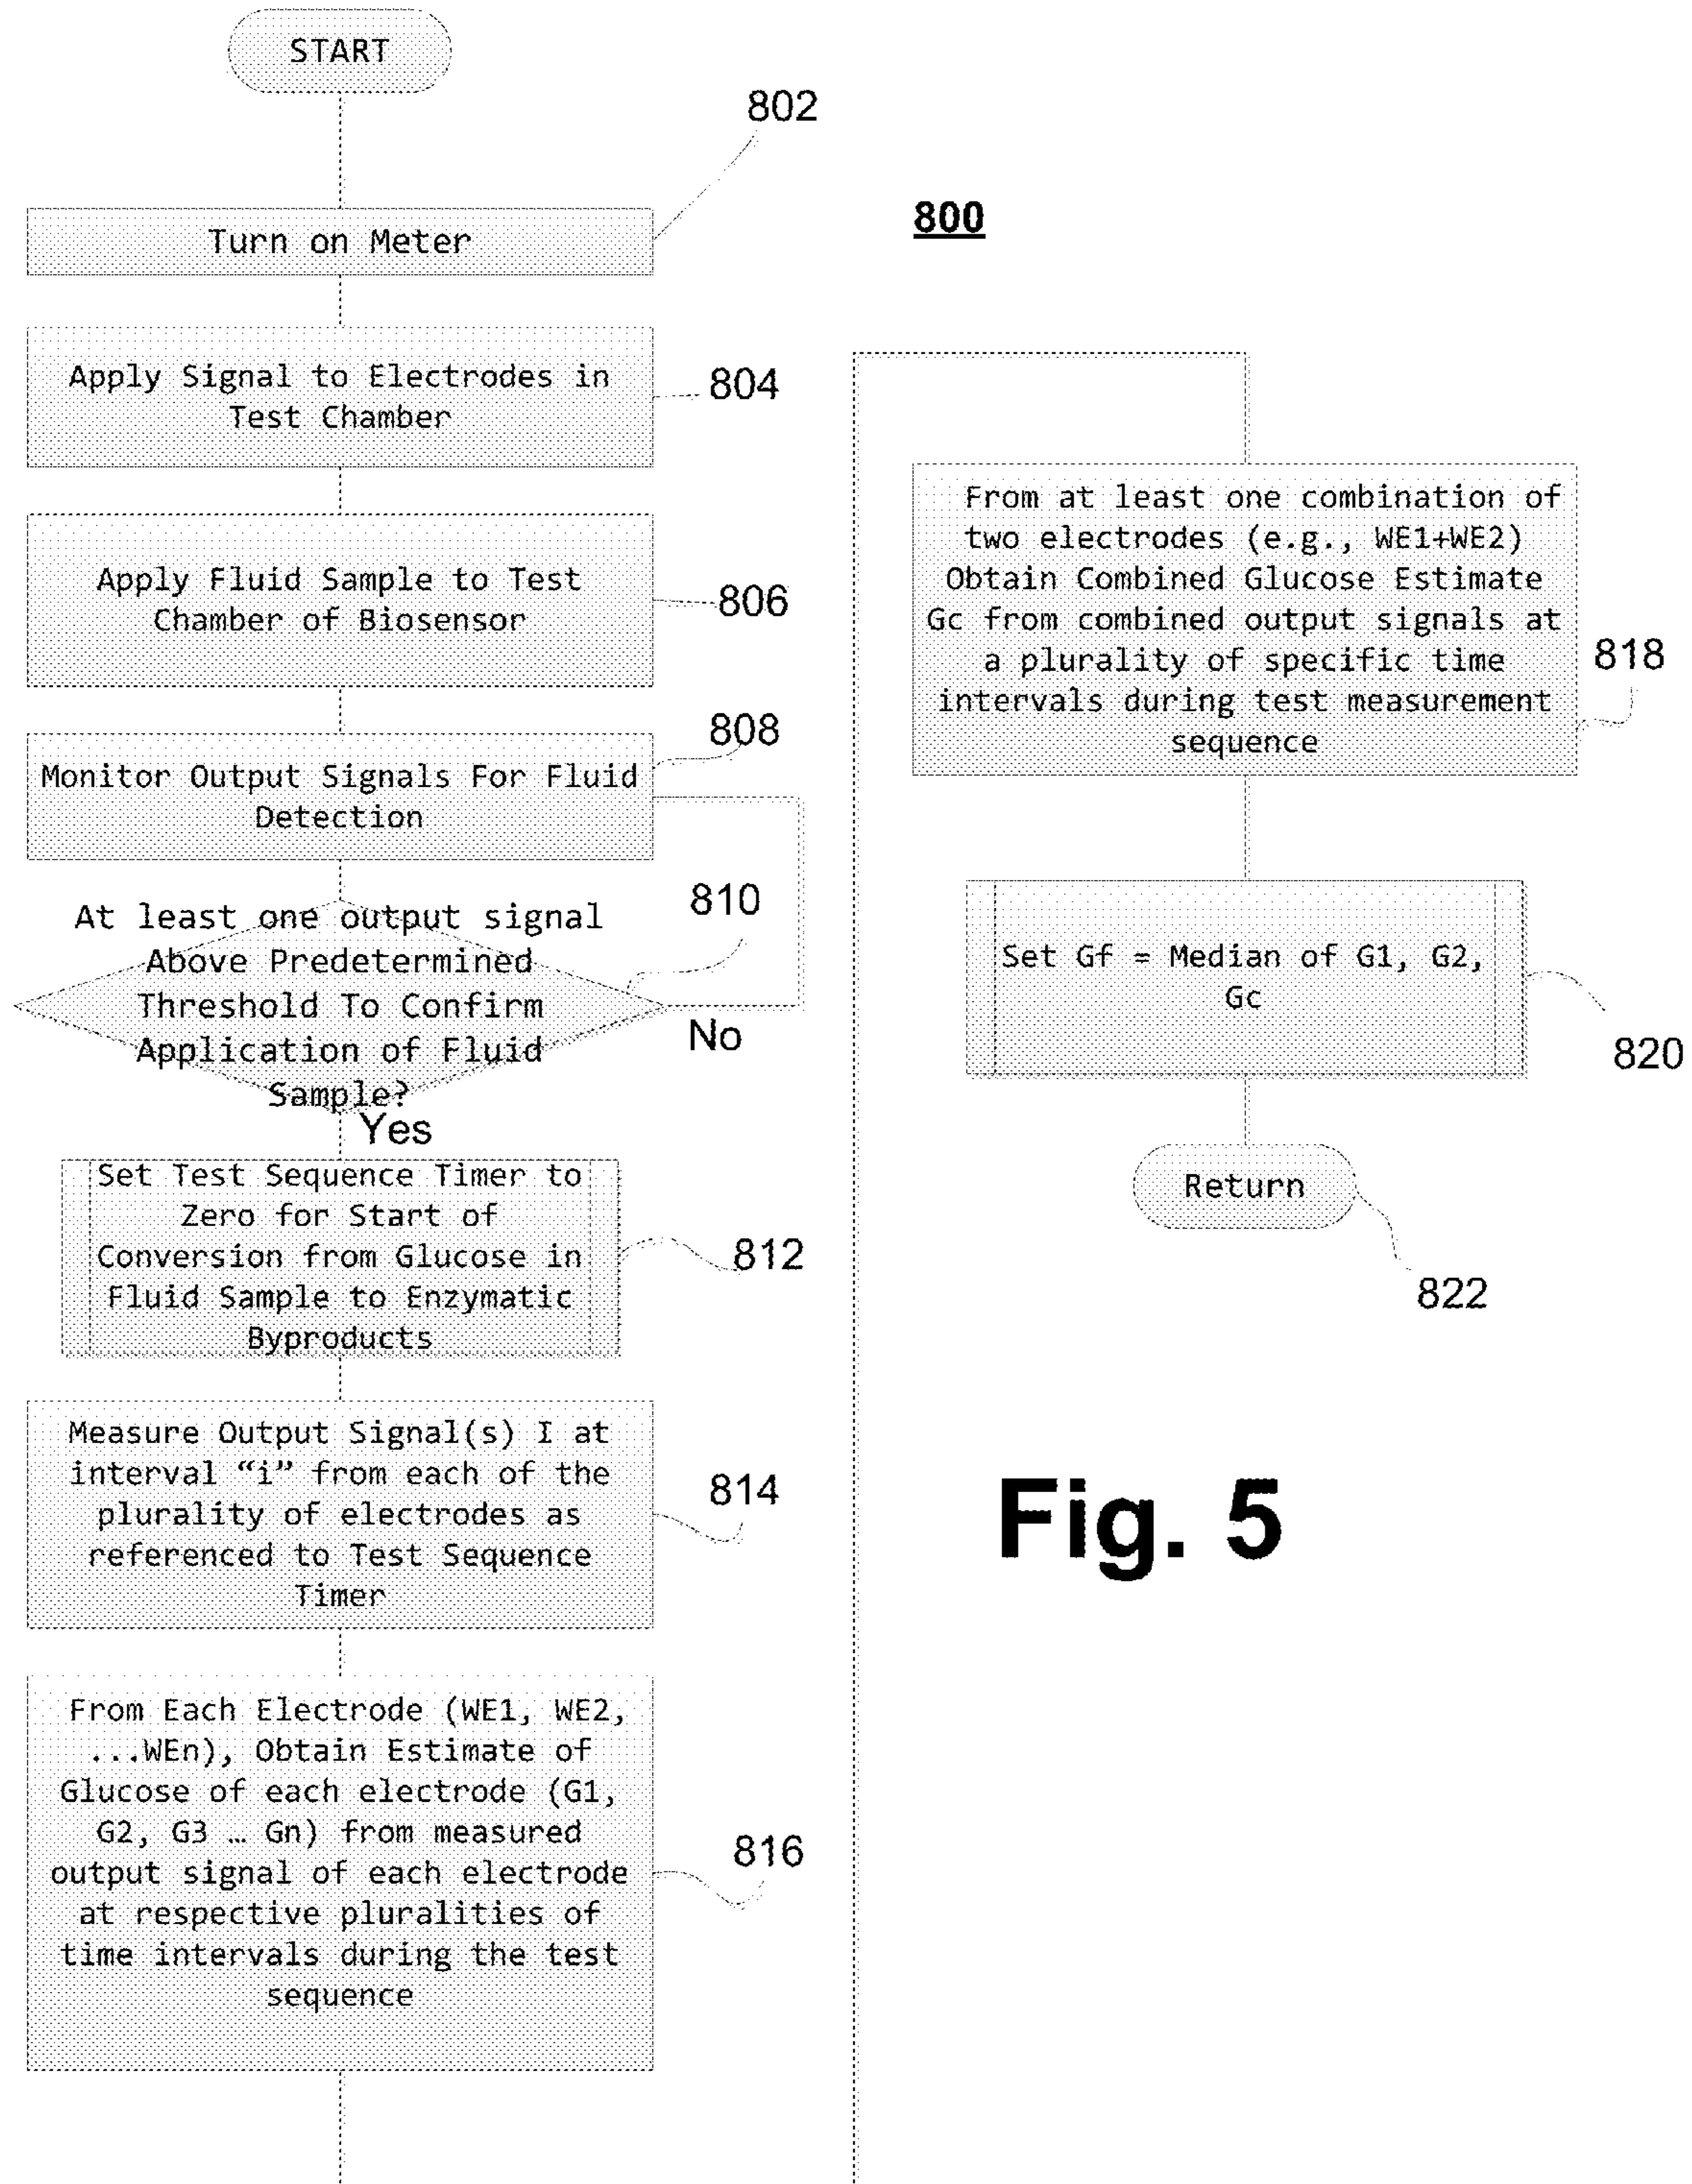 START
802
Turn on Meter
Apply Signal to Electrodes in
Test Chamber
804
Apply Fluid Sample to Test
Chamber of Biosensor
806
808
Monitor Output Signals For Fluid
Detection
810
At least one output signal
Above Predetermined
Threshold To Confirm
Application of Fluid
Sample?
No
Yes
Set Test Sequence Timer to
Zero for Start of
Conversion from Glucose in
Fluid Sample to Enzymatic
Byproducts
812
Measure Output Signal(s) I at
interval “i” from each of the
plurality of electrodes as
referenced to Test Sequence
Timer
814
From Each Electrode (WE1, WE2,
...WEn), Obtain Estimate of
Glucose of each electrode (G1,
G2, G3 … Gn) from measured
output signal of each electrode
at respective pluralities of
time intervals during the test
sequence
816
800
From at least one combination of
two electrodes (e.g., WE1+WE2)
Obtain Combined Glucose Estimate
Gc from combined output signals at
a plurality of specific time
intervals during test measurement
sequence
818
Set Gf = Median of G1, G2,
Gc
820
Return
822
Fig. 5